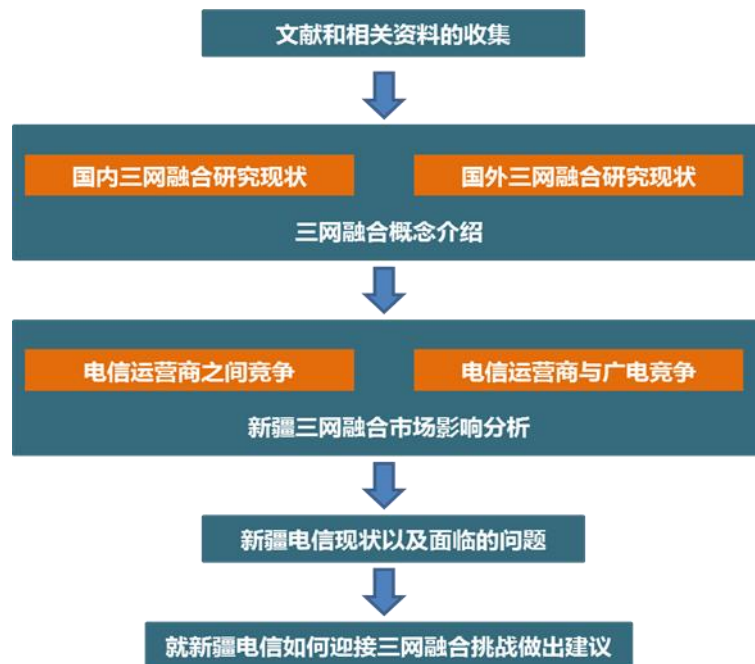 文献和相关资料的收集
国内三网融合研究现状
国外三网融合研究现状
三网融合概念介绍
电信运营商之间竞争
电信运营商与广电竞争
新疆三网融合市场影响分析
新疆电信现状以及面临的问题
就新疆电信如何迎接三网融合挑战做出建议